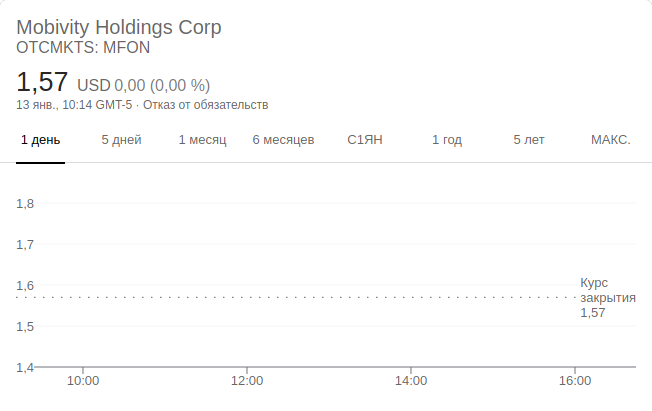 Mobivity Holdings Corp
OTCMKTS: MFON
1,57 USD 0,00 (0,00 %)
13 янв., 10:14 GMT-5 · Отказ от обязательств
1 день 5 дней 1 месяц 6 месяцев С1ЯН 1 год 5 лет МАКС.
1,8
1,7
1,6
Курс
закрытия
1,57
1,5
1,4
10:00 12:00 14:00 16:00